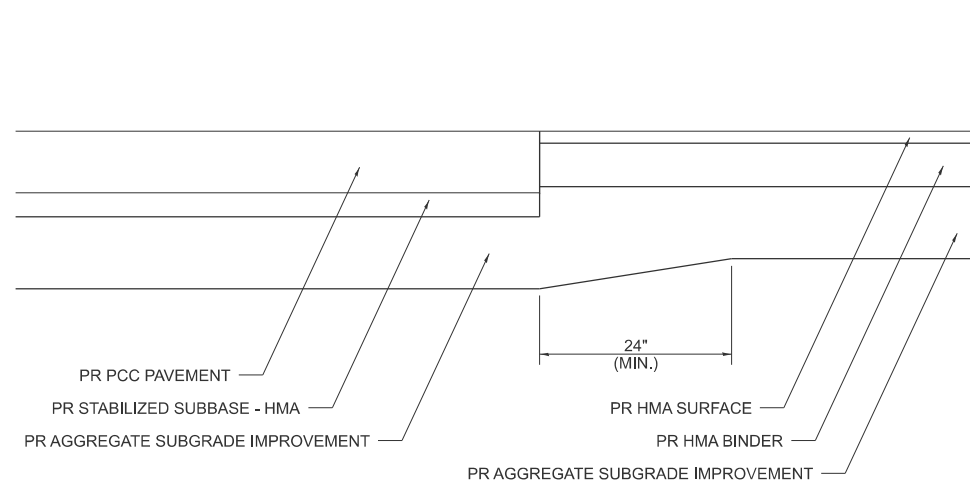 24"
(MIN.)
PR PCC PAVEMENT
PR STABILIZED SUBBASE - HMA
PR AGGREGATE SUBGRADE IMPROVEMENT
PR HMA SURFACE
PR HMA BINDER
PR AGGREGATE SUBGRADE IMPROVEMENT